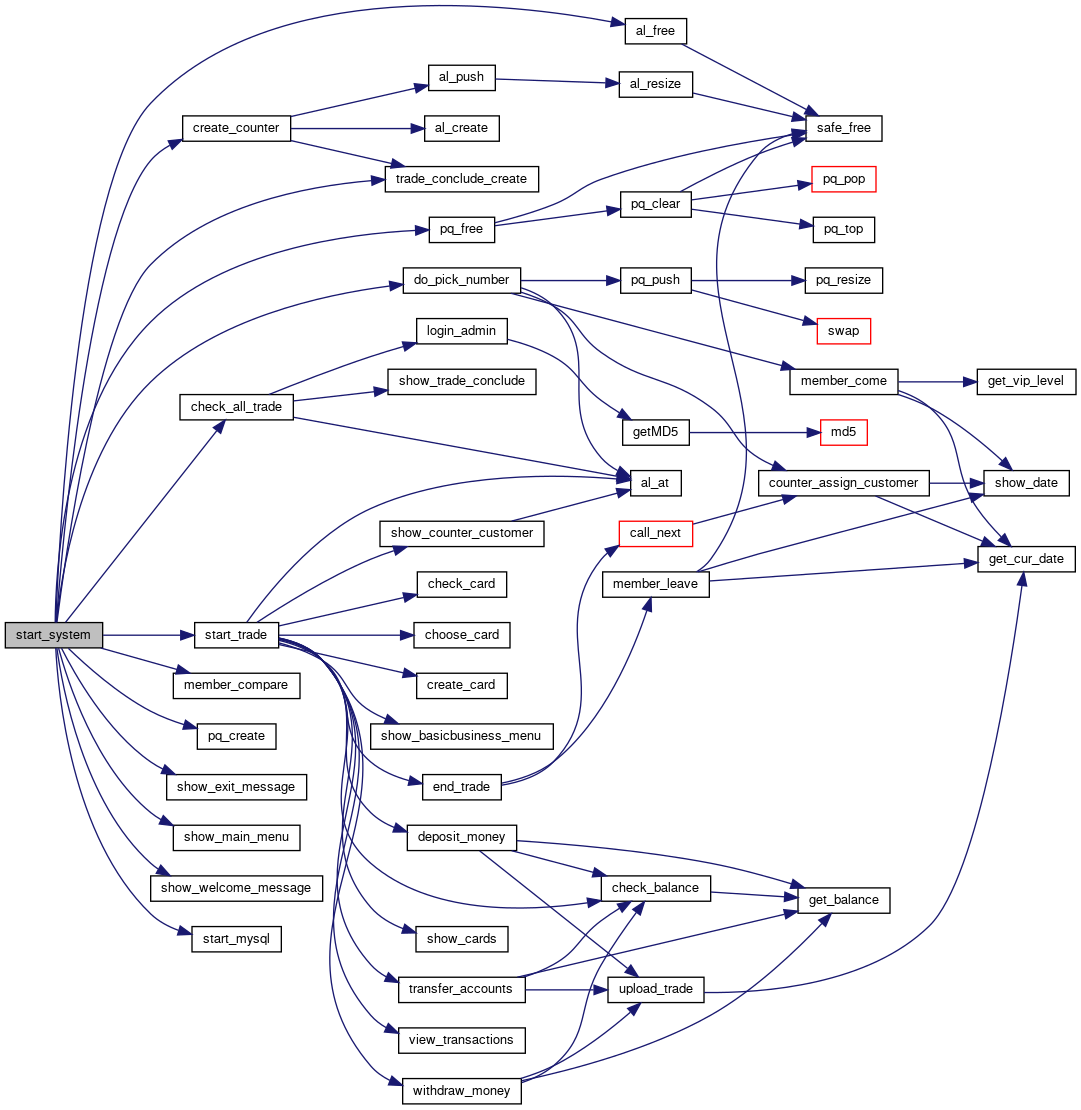 start_system
al_free
create_counter
al_push
al_resize
al_create
safe_free
trade_conclude_create
pq_free
pq_clear
pq_pop
pq_top
do_pick_number
pq_push
pq_resize
login_admin
swap
check_all_trade
show_trade_conclude
member_come
get_vip_level
getMD5
md5
al_at
counter_assign_customer
show_date
show_counter_customer
call_next
get_cur_date
check_card
member_leave
start_trade
choose_card
member_compare
create_card
pq_create
show_basicbusiness_menu
show_exit_message
end_trade
show_main_menu
deposit_money
show_welcome_message
check_balance
get_balance
start_mysql
show_cards
transfer_accounts
upload_trade
view_transactions
withdraw_money